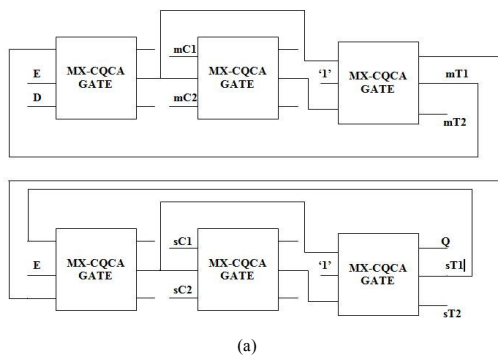 mC1
MX-CQCA GATE
MX-CQCA GATE
MX-CQCA GATE
E
D
mC2
'1'
mT1
mT2
sC1
Q
MX-CQCA GATE
MX-CQCA GATE
MX-CQCA GATE
E
sC2
'1'
sT1
sT2
(a)